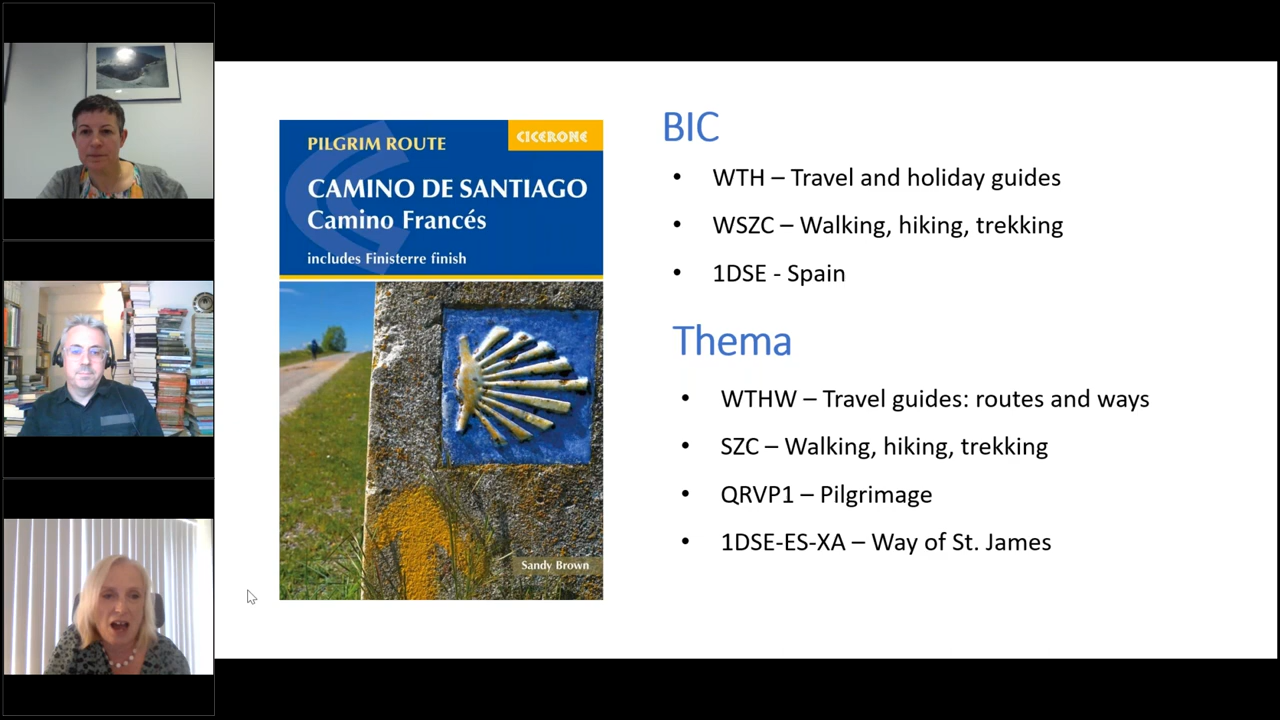 PILGRIM ROUTE
CICERONE
CAMINO DE SANTIAGO
Camino Francés
includes Finisterre finish
Sandy Brown
BIC
• WTH – Travel and holiday guides
• WSZC – Walking, hiking, trekking
• 1DSE - Spain
Thema
• WTHW – Travel guides: routes and ways
• SZC – Walking, hiking, trekking
• QRVP1 – Pilgrimage
• 1DSE-ES-XA – Way of St. James